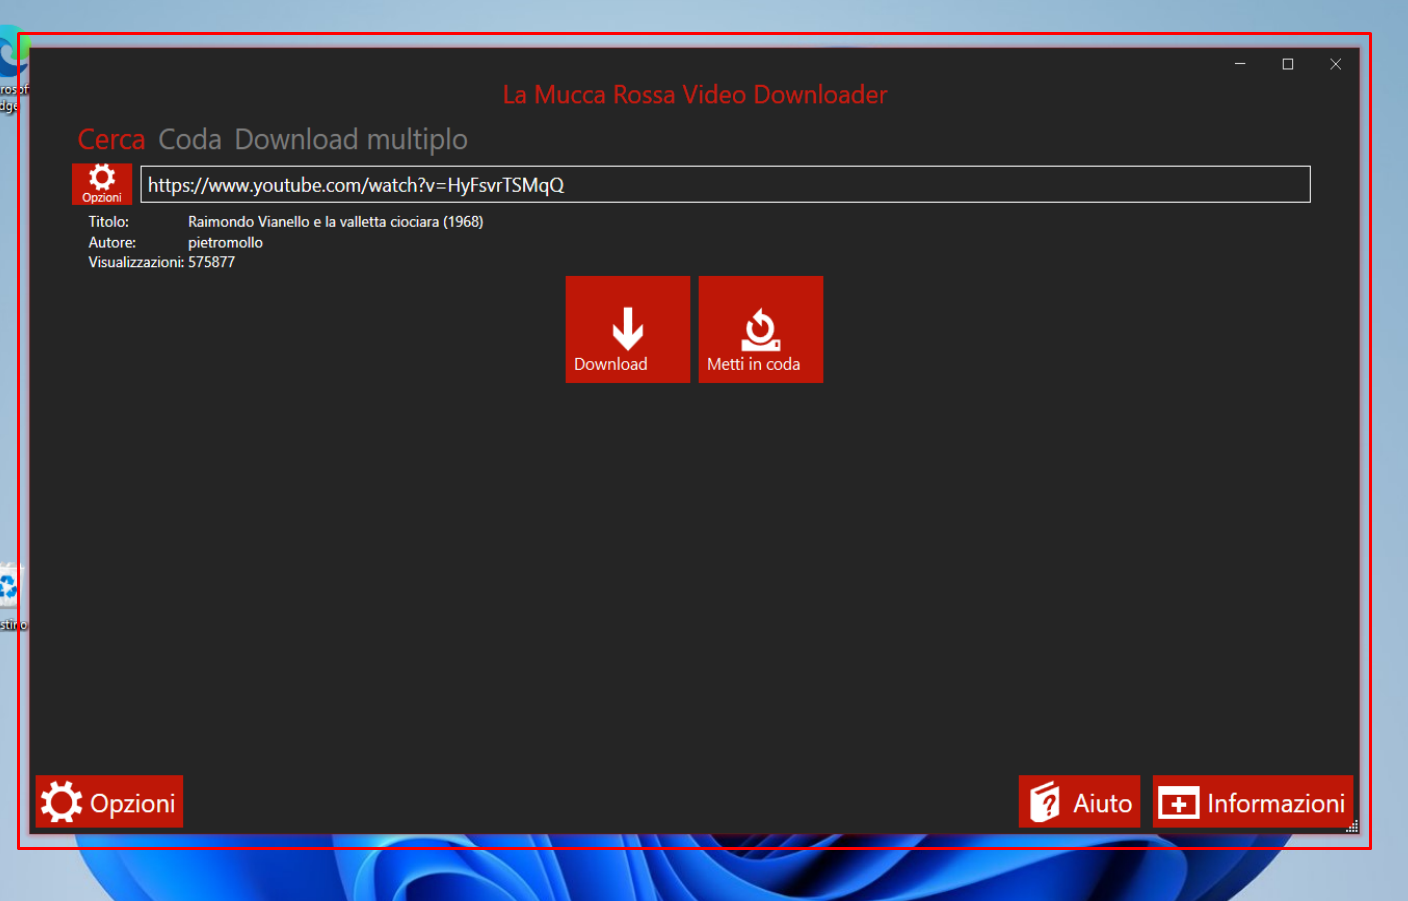 La Mucca Rossa Video Downloader
Cerca Coda Download multiplo
Opzioni
https://www.youtube.com/watch?v=HyFsvrTSMqQ
Titolo: Raimondo Vianello e la valletta ciociara (1968)
Autore: pietromollo
Visualizzazioni: 575877
Download
Metti in coda
Opzioni
Aiuto
Informazioni